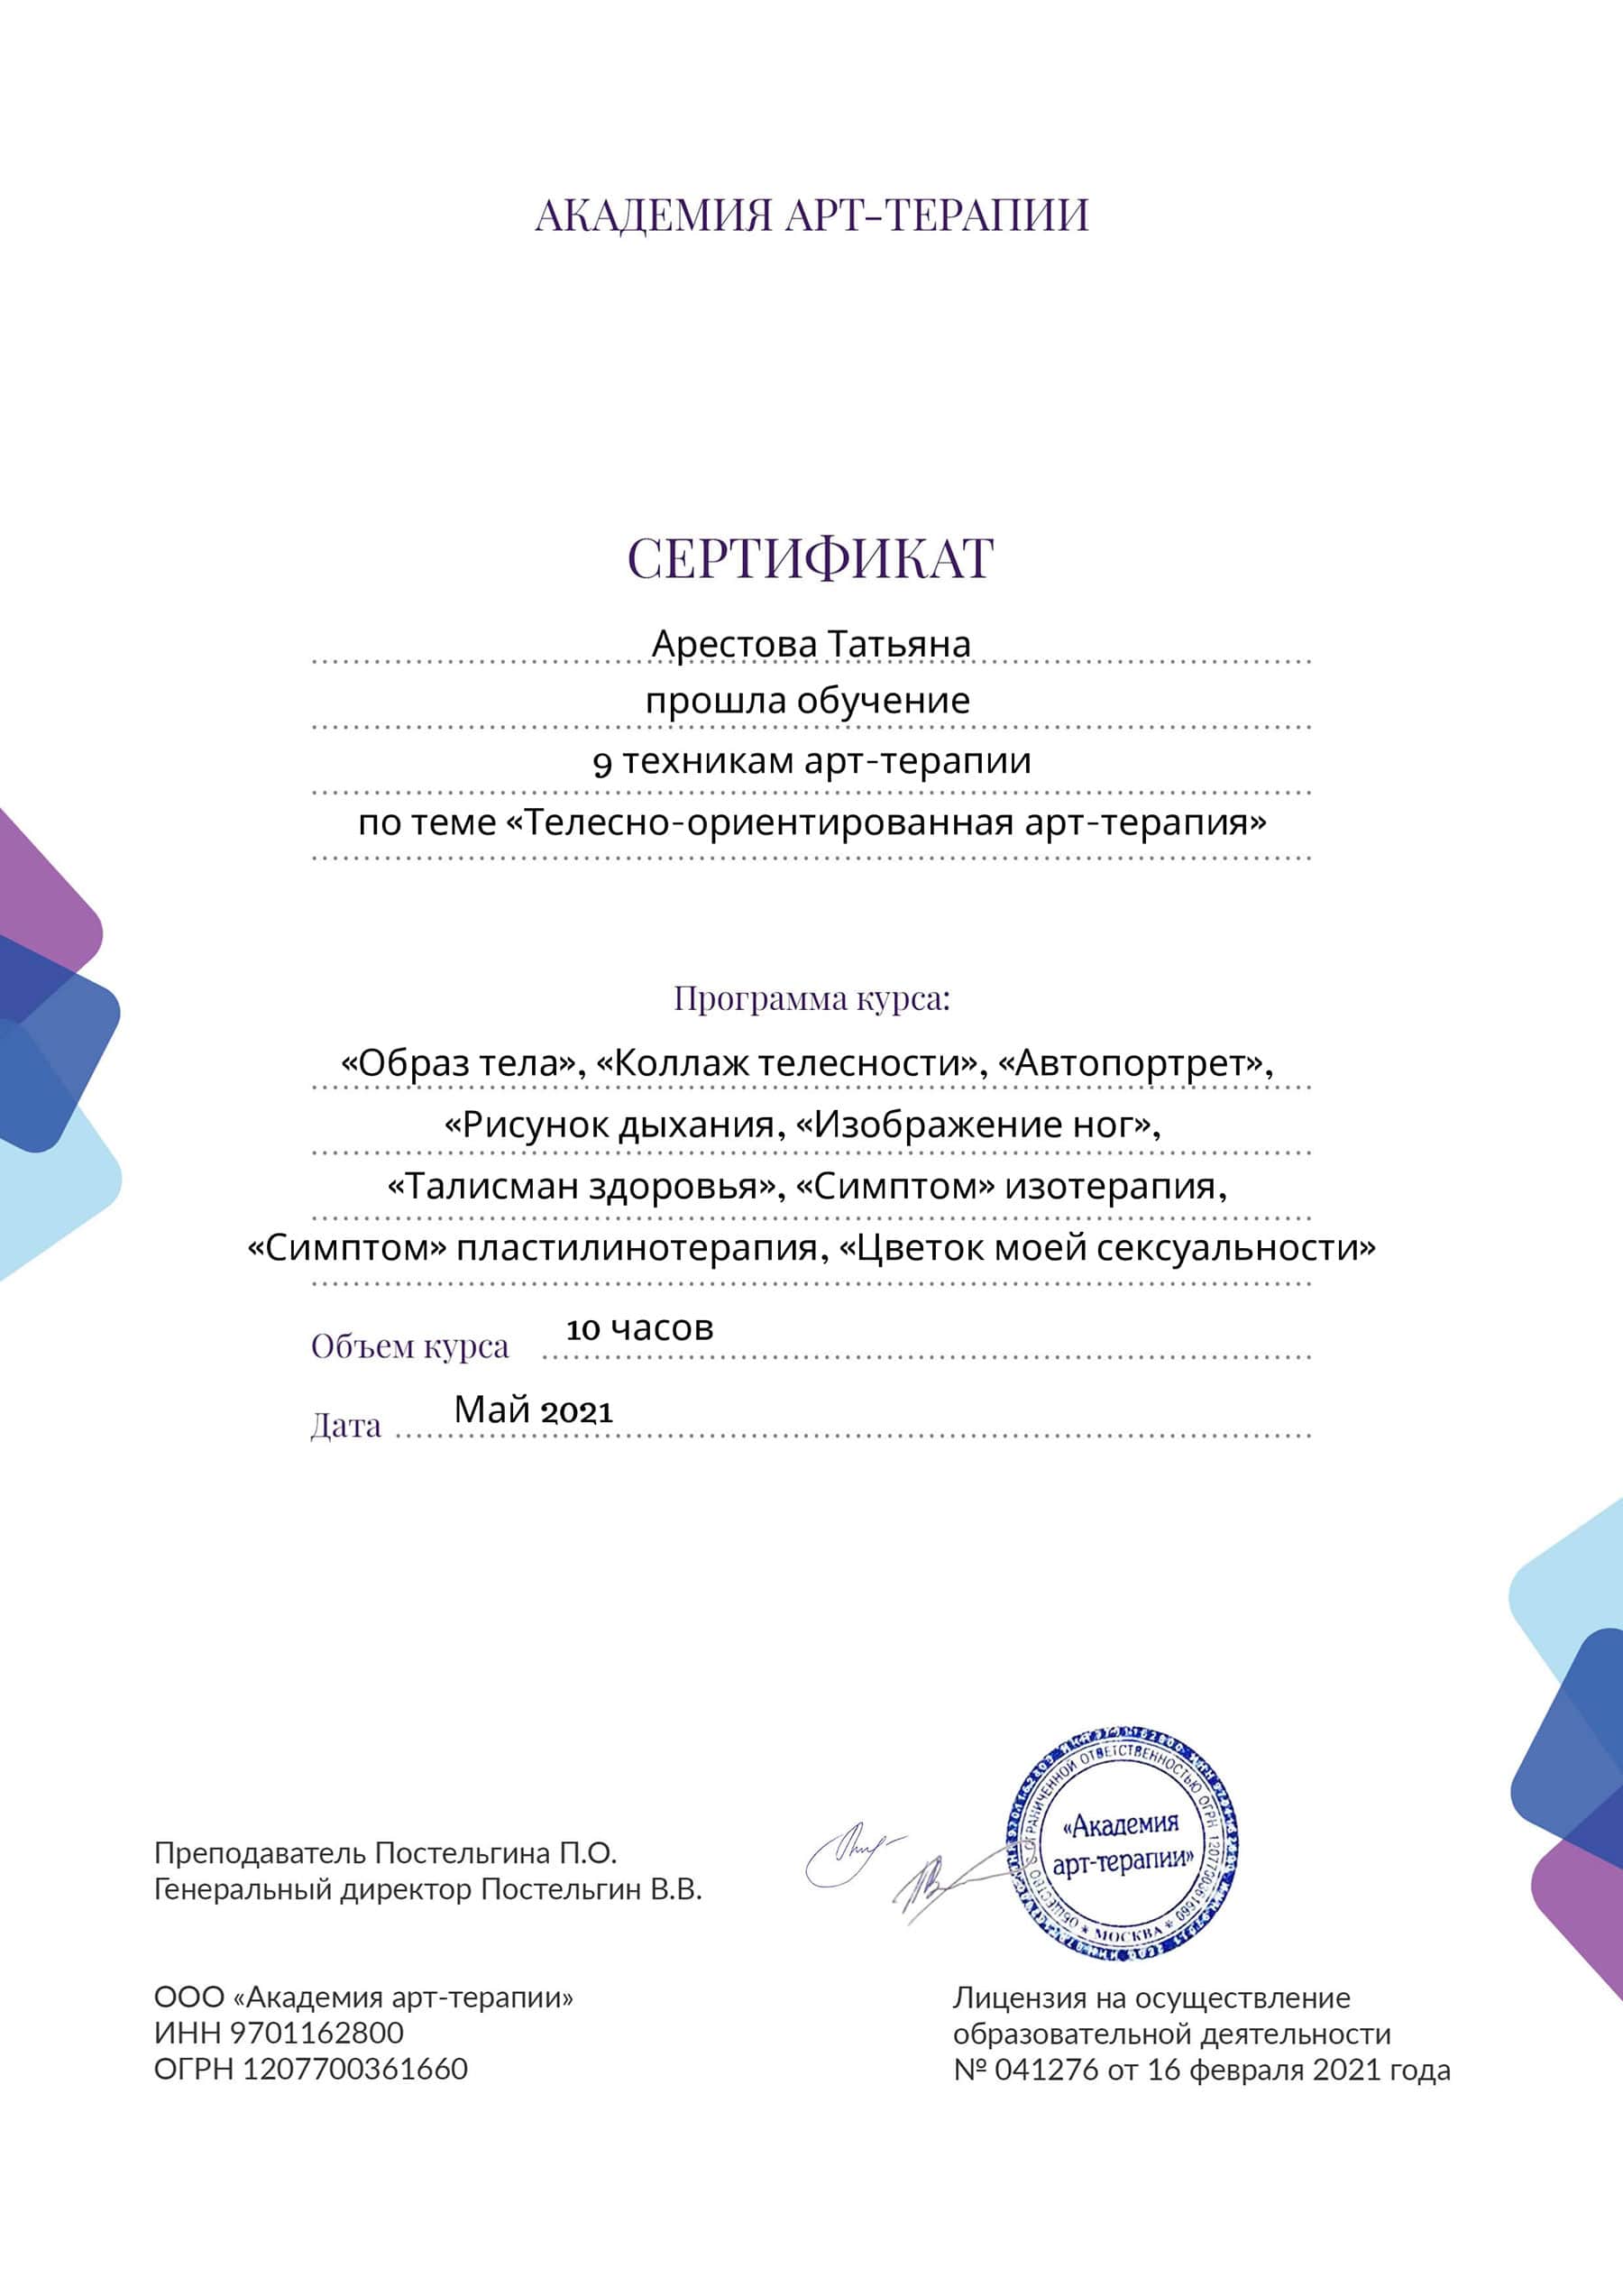 АКАДЕМИЯ АРТ-ТЕРАПИИ
СЕРТИФИКАТ
Арестова Татьяна
прошла обучение
9 техникам арт-терапии
по теме «Телесно-ориентированная арт-терапия»
Программа курса:
«Образ тела», «Коллаж телесности», «Автопортрет»,
«Рисунок дыхания, «Изображение ног»,
«Талисман здоровья», «Симптом» изотерапия,
«Симптом» пластилинотерапия, «Цветок моей сексуальности»
Объем курса 10 часов
Дата Май 2021
Преподаватель Постельгина П.О.
Генеральный директор Постельгин В.В.
«Академия
арт-терапии»
ОТВЕТСТВЕННОСТЬЮ ОГРН
МОСКВА
ООО «Академия арт-терапии»
ИНН 9701162800
ОГРН 1207700361660
Лицензия на осуществление
образовательной деятельности
№ 041276 от 16 февраля 2021 года